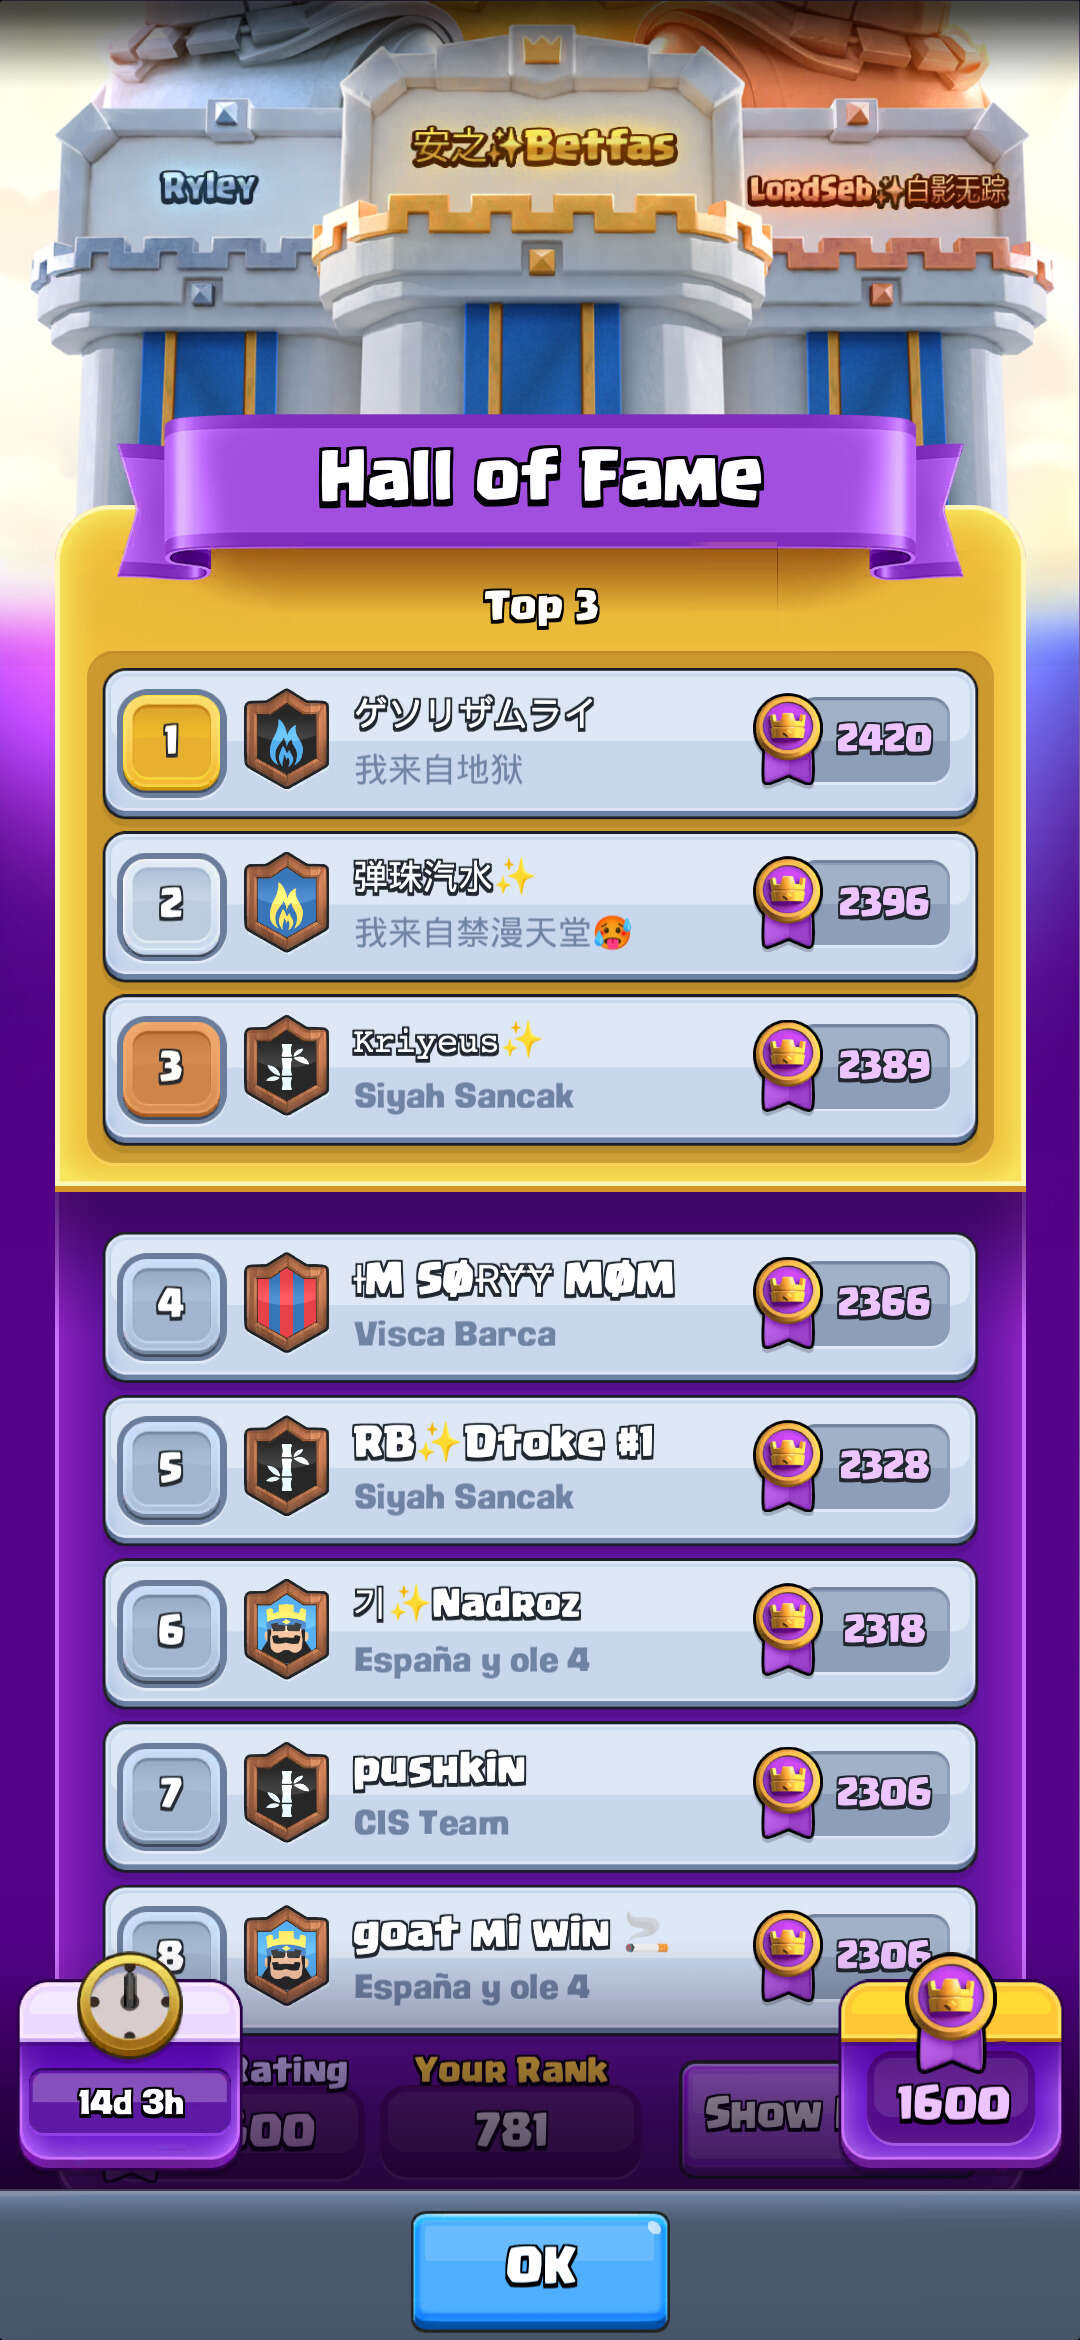 安之✨Betfas
Ryley
LordSeb✨白影无踪
Hall of Fame
Top 3
1
ゲソリザムライ
我来自地狱
2420
2
弹珠汽水✨
我来自禁漫天堂🥵
2396
3
Kriyeus✨
Siyah Sancak
2389
4
ƗM SØRɎɎ MØM
Visca Barca
2366
5
RB✨Dtoke #1
Siyah Sancak
2328
6
기✨Nadroz
España y ole 4
2318
7
pushkin
CIS Team
2306
8
goat mi win 🚬
España y ole 4
2306
Your Rank
14d 3h
781
Show
1600
OK